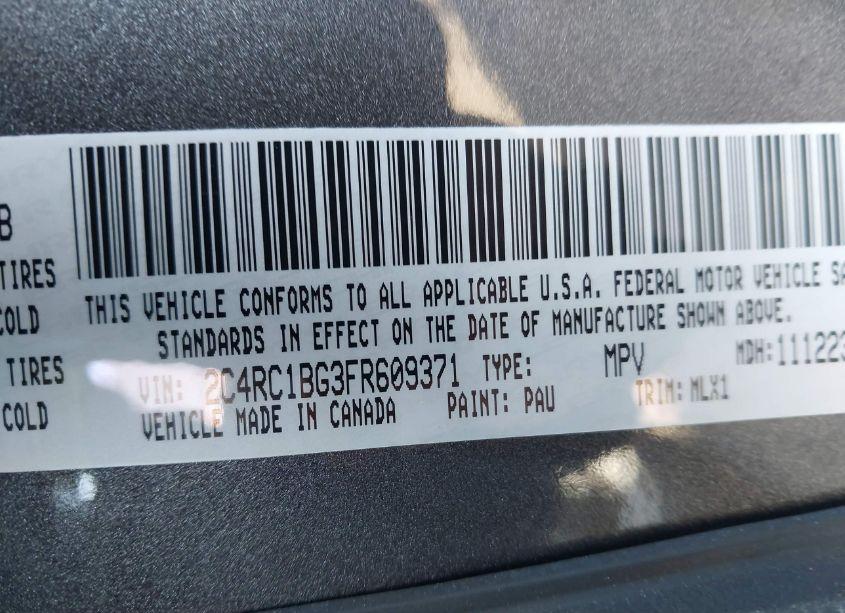 B
TIRES
COLD
TIRES
COLD
THIS VEHICLE CONFORMS TO ALL APPLICABLE U.S.A. FEDERAL MOTOR VEHICLE SA
STANDARDS IN EFFECT ON THE DATE OF MANUFACTURE SHOWN ABOVE.
VIN: 2C4RC1BG3FR609371 TYPE: MPV MDH:111223
VEHICLE MADE IN CANADA PAINT: PAU TRIM: MLX1